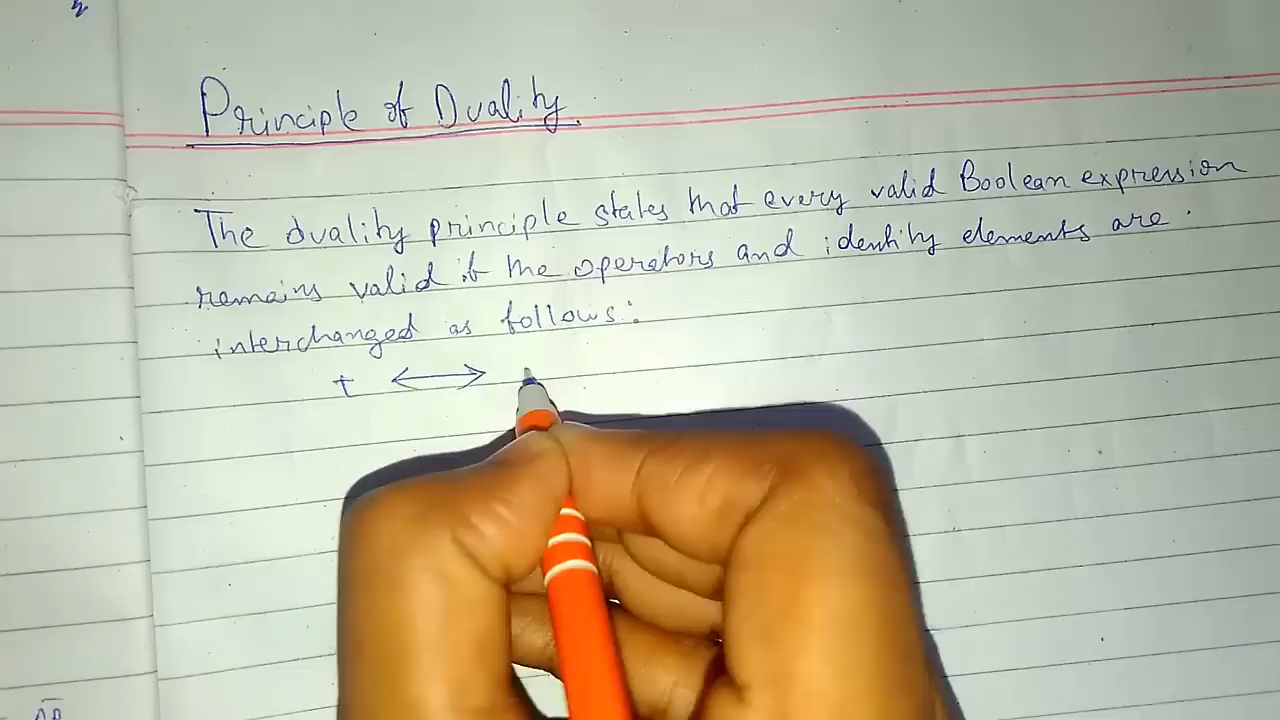 Principle of Duality.
The duality principle states that every valid Boolean expression
remains valid if the operators and identity elements are.
interchanged as follows:
+ ⟷